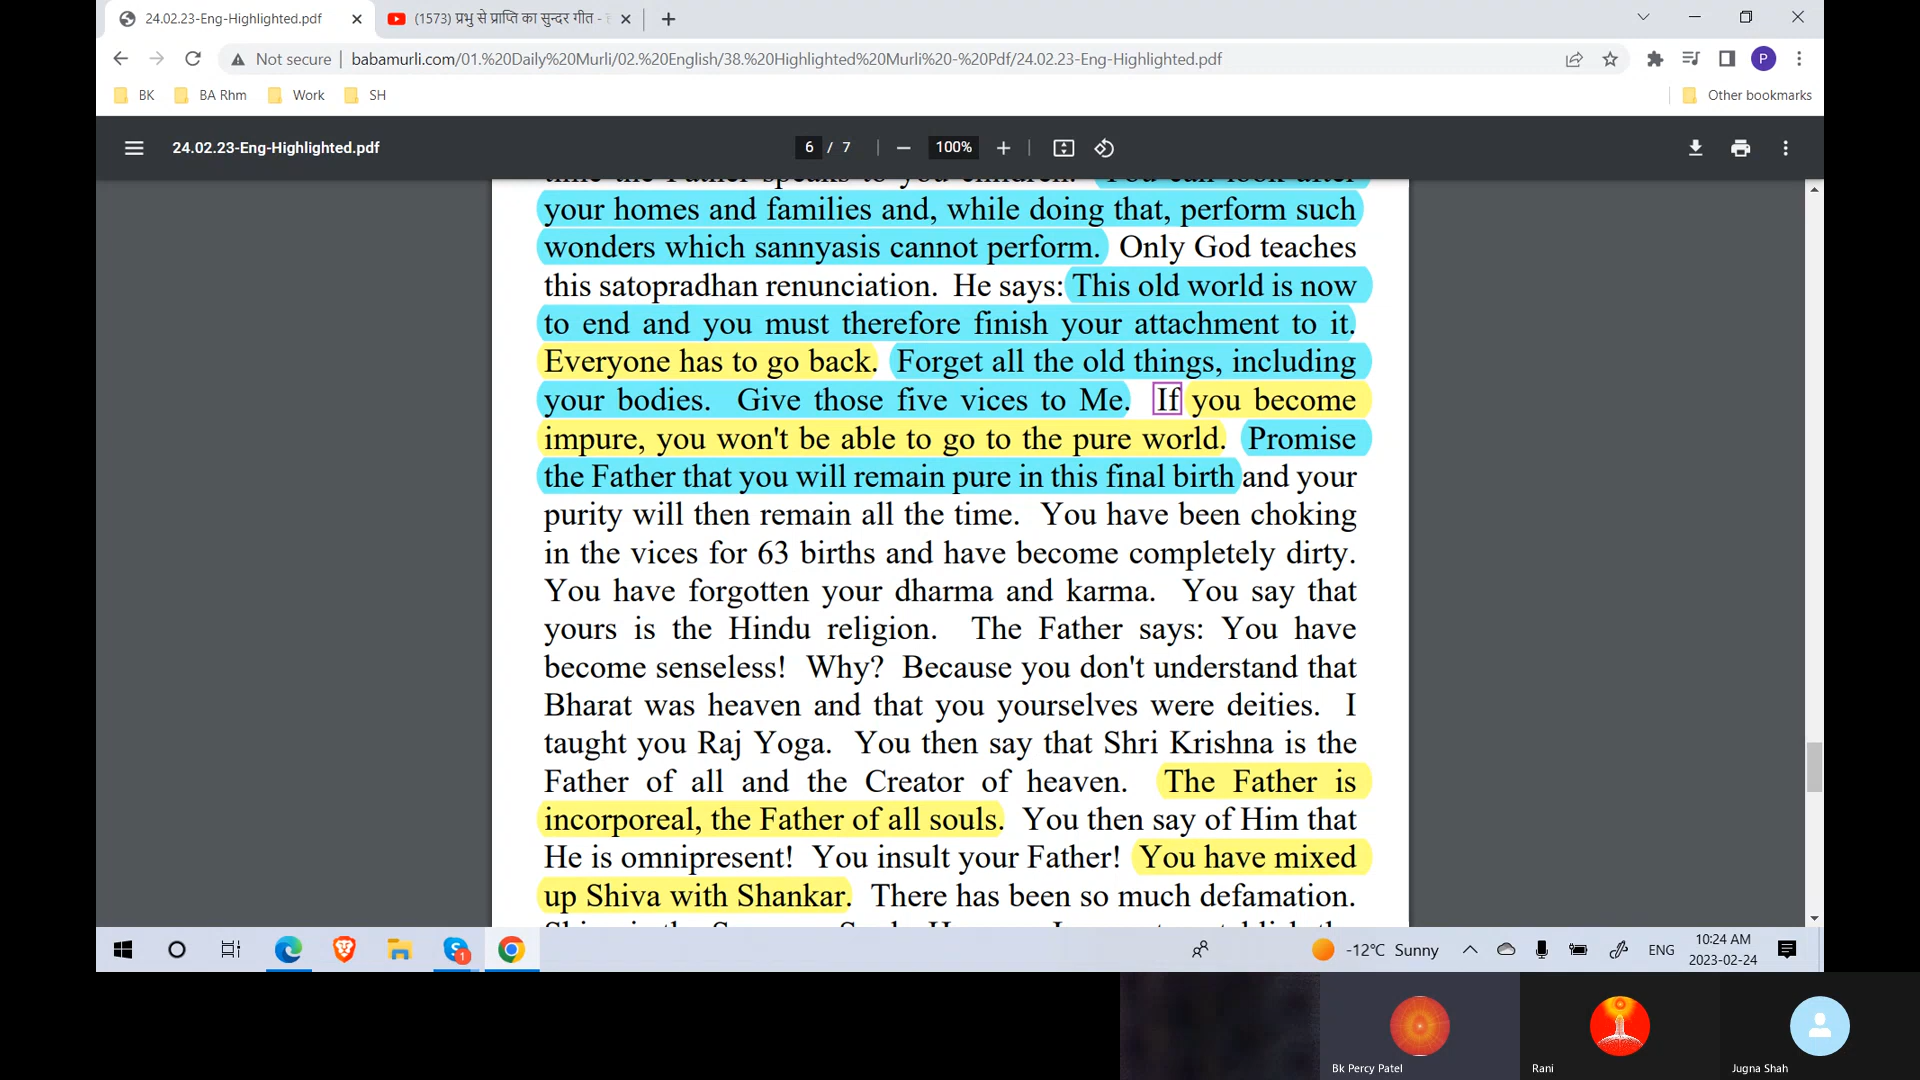 24.02.23-Eng-Highlighted.pdf
(1573) प्रभु से प्राप्ति का सुन्दर गीत -
Not secure
babamurli.com/01.%20Daily%20Murli/02.%20English/38.%20Highlighted%20Murli%20-%20Pdf/24.02.23-Eng-Highlighted.pdf
P
BK
BA Rhm
Work
SH
Other bookmarks
24.02.23-Eng-Highlighted.pdf
6 / 7
100%
time the Father speaks to you children. You can look after
your homes and families and, while doing that, perform such
wonders which sannyasis cannot perform. Only God teaches
this satopradhan renunciation. He says: This old world is now
to end and you must therefore finish your attachment to it.
Everyone has to go back. Forget all the old things, including
your bodies. Give those five vices to Me. If you become
impure, you won't be able to go to the pure world. Promise
the Father that you will remain pure in this final birth and your
purity will then remain all the time. You have been choking
in the vices for 63 births and have become completely dirty.
You have forgotten your dharma and karma. You say that
yours is the Hindu religion. The Father says: You have
become senseless! Why? Because you don't understand that
Bharat was heaven and that you yourselves were deities. I
taught you Raj Yoga. You then say that Shri Krishna is the
Father of all and the Creator of heaven. The Father is
incorporeal, the Father of all souls. You then say of Him that
He is omnipresent! You insult your Father! You have mixed
up Shiva with Shankar. There has been so much defamation.
1
-12°C Sunny
ENG
10:24 AM
2023-02-24
Bk Percy Patel
Rani
Jugna Shah